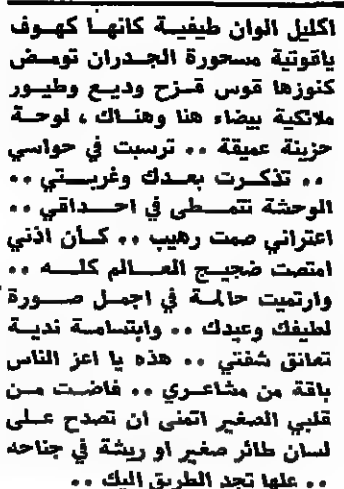 اكليل الوان طيفية كانها كهوف
ياقوتية مسحورة الجدران تومض
كنوزها قوس قزح وديع وطيور
ملائكية بيضاء هنا وهناك ، لوحة
حزينة عميقة .. ترسبت في حواسي
.. تذكرت بعدك وغربتي ..
الوحشة تتمطى في احداقي ..
اعتراني صمت رهيب .. كأن اذني
امتصت ضجيج العالم كله ..
وارتميت حالمة في اجمل صورة
لطيفك وعبدك .. وابتسامة ندية
تعانق شفتي .. هذه يا اعز الناس
باقة من مشاعري .. فاضت من
قلبي الصغير اتمنى ان تصدح على
لسان طائر صغير او ريشة في جناحه
.. علها تجد الطريق اليك ..